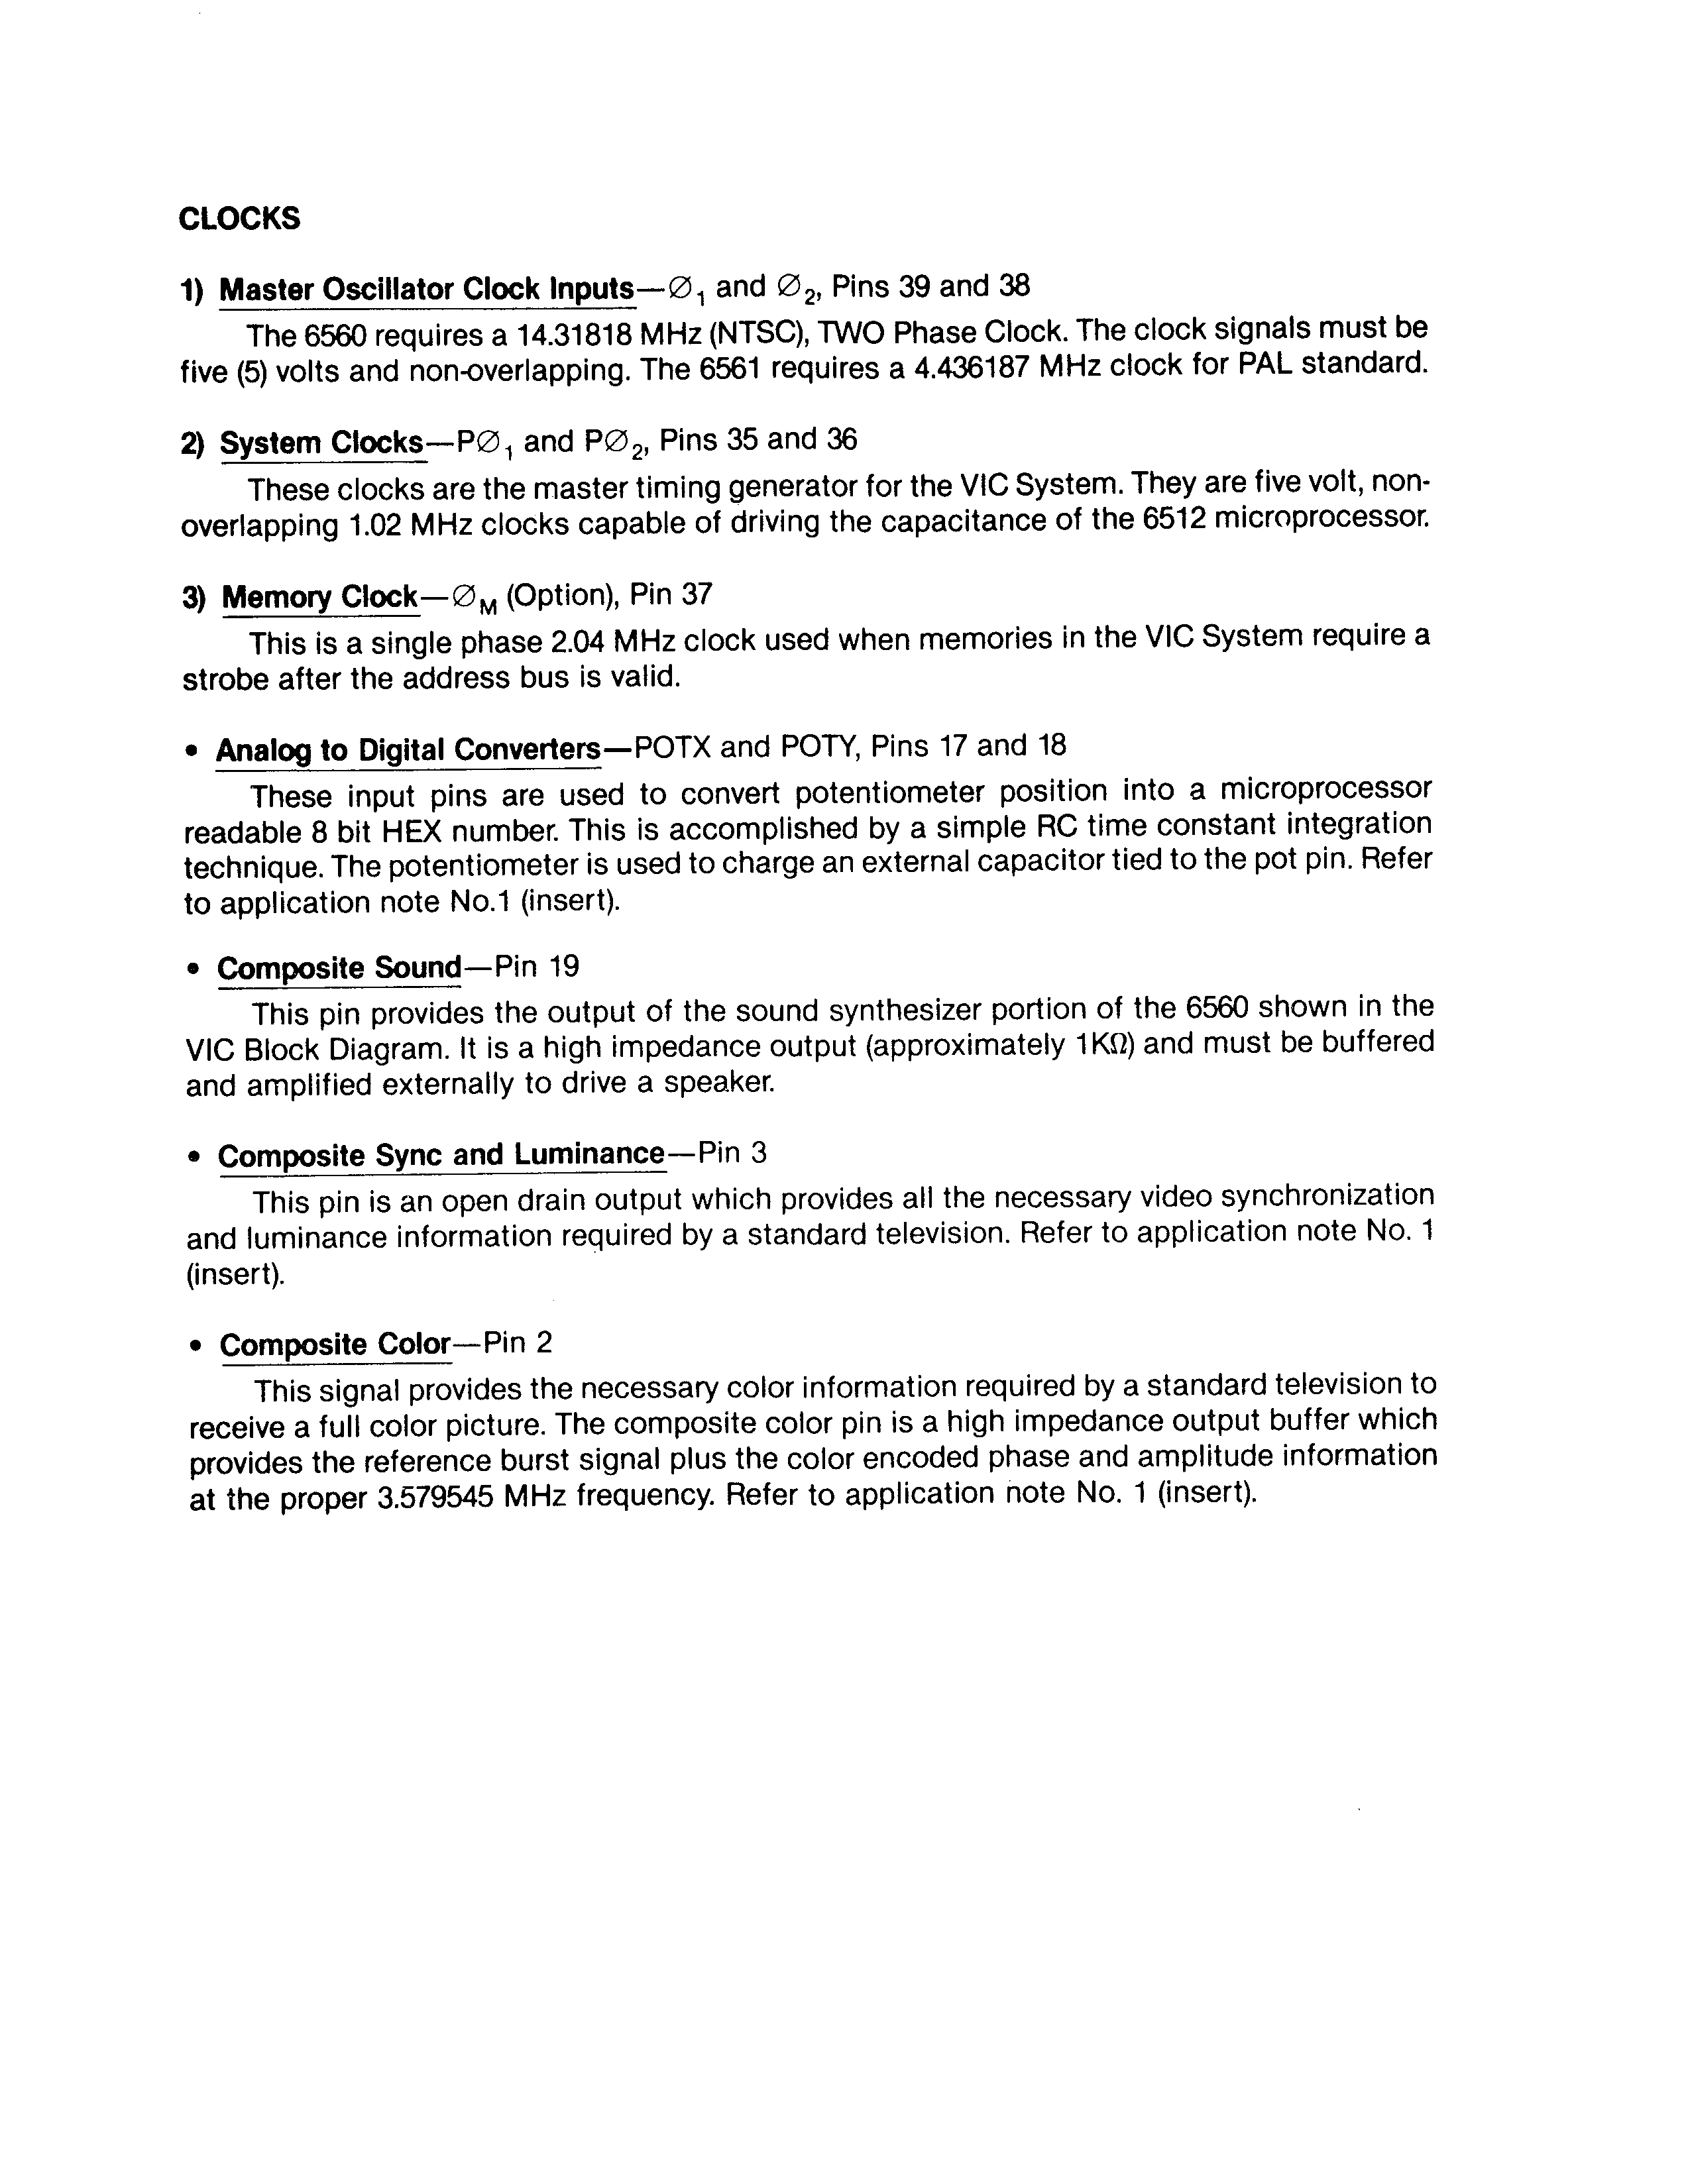 CLOCKS
1) Master Oscillator Clock Inputs—∅1 and ∅2, Pins 39 and 38
The 6560 requires a 14.31818 MHz (NTSC), TWO Phase Clock. The clock signals must be
five (5) volts and non-overlapping. The 6561 requires a 4.436187 MHz clock for PAL standard.
2) System Clocks—P∅1 and P∅2, Pins 35 and 36
These clocks are the master timing generator for the VIC System. They are five volt, non-
overlapping 1.02 MHz clocks capable of driving the capacitance of the 6512 microprocessor.
3) Memory Clock—∅M (Option), Pin 37
This is a single phase 2.04 MHz clock used when memories in the VIC System require a
strobe after the address bus is valid.
• Analog to Digital Converters—POTX and POTY, Pins 17 and 18
These input pins are used to convert potentiometer position into a microprocessor
readable 8 bit HEX number. This is accomplished by a simple RC time constant integration
technique. The potentiometer is used to charge an external capacitor tied to the pot pin. Refer
to application note No.1 (insert).
• Composite Sound—Pin 19
This pin provides the output of the sound synthesizer portion of the 6560 shown in the
VIC Block Diagram. It is a high impedance output (approximately 1KΩ) and must be buffered
and amplified externally to drive a speaker.
• Composite Sync and Luminance—Pin 3
This pin is an open drain output which provides all the necessary video synchronization
and luminance information required by a standard television. Refer to application note No. 1
(insert).
• Composite Color—Pin 2
This signal provides the necessary color information required by a standard television to
receive a full color picture. The composite color pin is a high impedance output buffer which
provides the reference burst signal plus the color encoded phase and amplitude information
at the proper 3.579545 MHz frequency. Refer to application note No. 1 (insert).